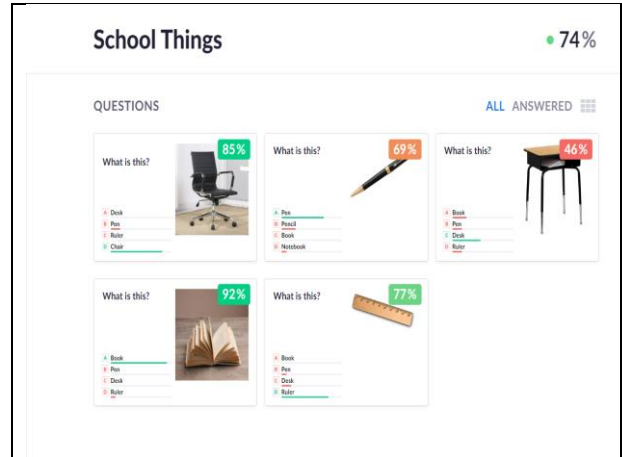 School Things
74%
QUESTIONS
ALL ANSWERED
What is this?
85%
A Desk
B Pen
C Ruler
D Chair
What is this?
69%
A Pen
B Pencil
C Book
D Notebook
What is this?
46%
A Book
B Pen
C Desk
D Ruler
What is this?
92%
A Book
B Pen
C Desk
D Ruler
What is this?
77%
A Book
B Pen
C Desk
D Ruler